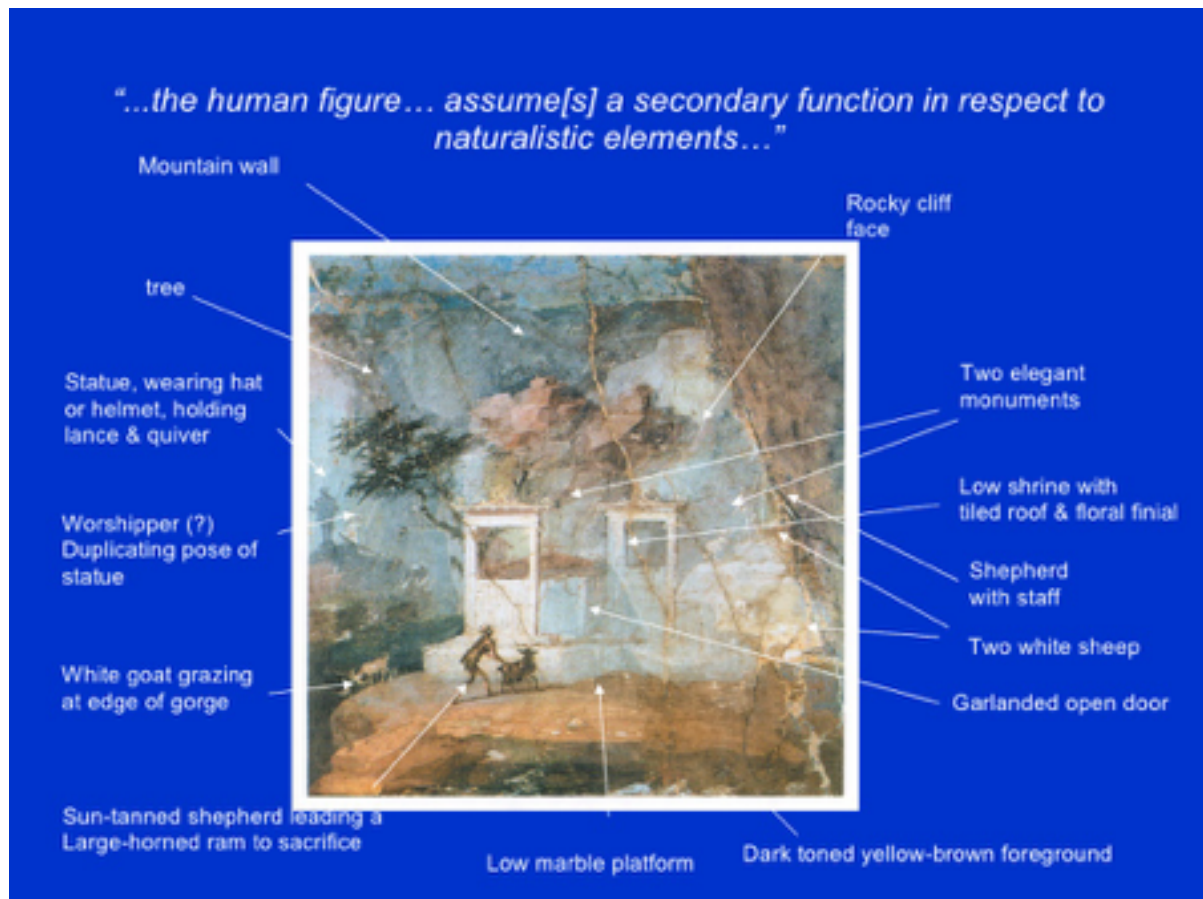 “...the human figure… assume[s] a secondary function in respect to
naturalistic elements…”
Mountain wall
Rocky cliff
face
tree
Statue, wearing hat
or helmet, holding
lance & quiver
Two elegant
monuments
Low shrine with
tiled roof & floral finial
Worshipper (?)
Duplicating pose of
statue
Shepherd
with staff
Two white sheep
White goat grazing
at edge of gorge
Garlanded open door
Sun-tanned shepherd leading a
Large-horned ram to sacrifice
Low marble platform
Dark toned yellow-brown foreground